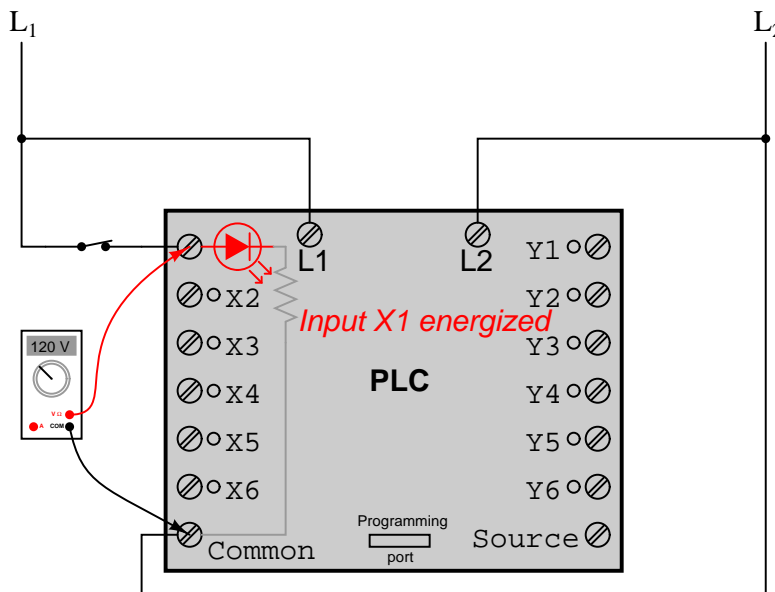 L1 L2
L1 L2 Y1
X2 Y2
Input X1 energized
120 V X3 Y3
PLC
X4 Y4
V Ω
A COM
X5 Y5
X6 Y6
Programming
Common Source
port